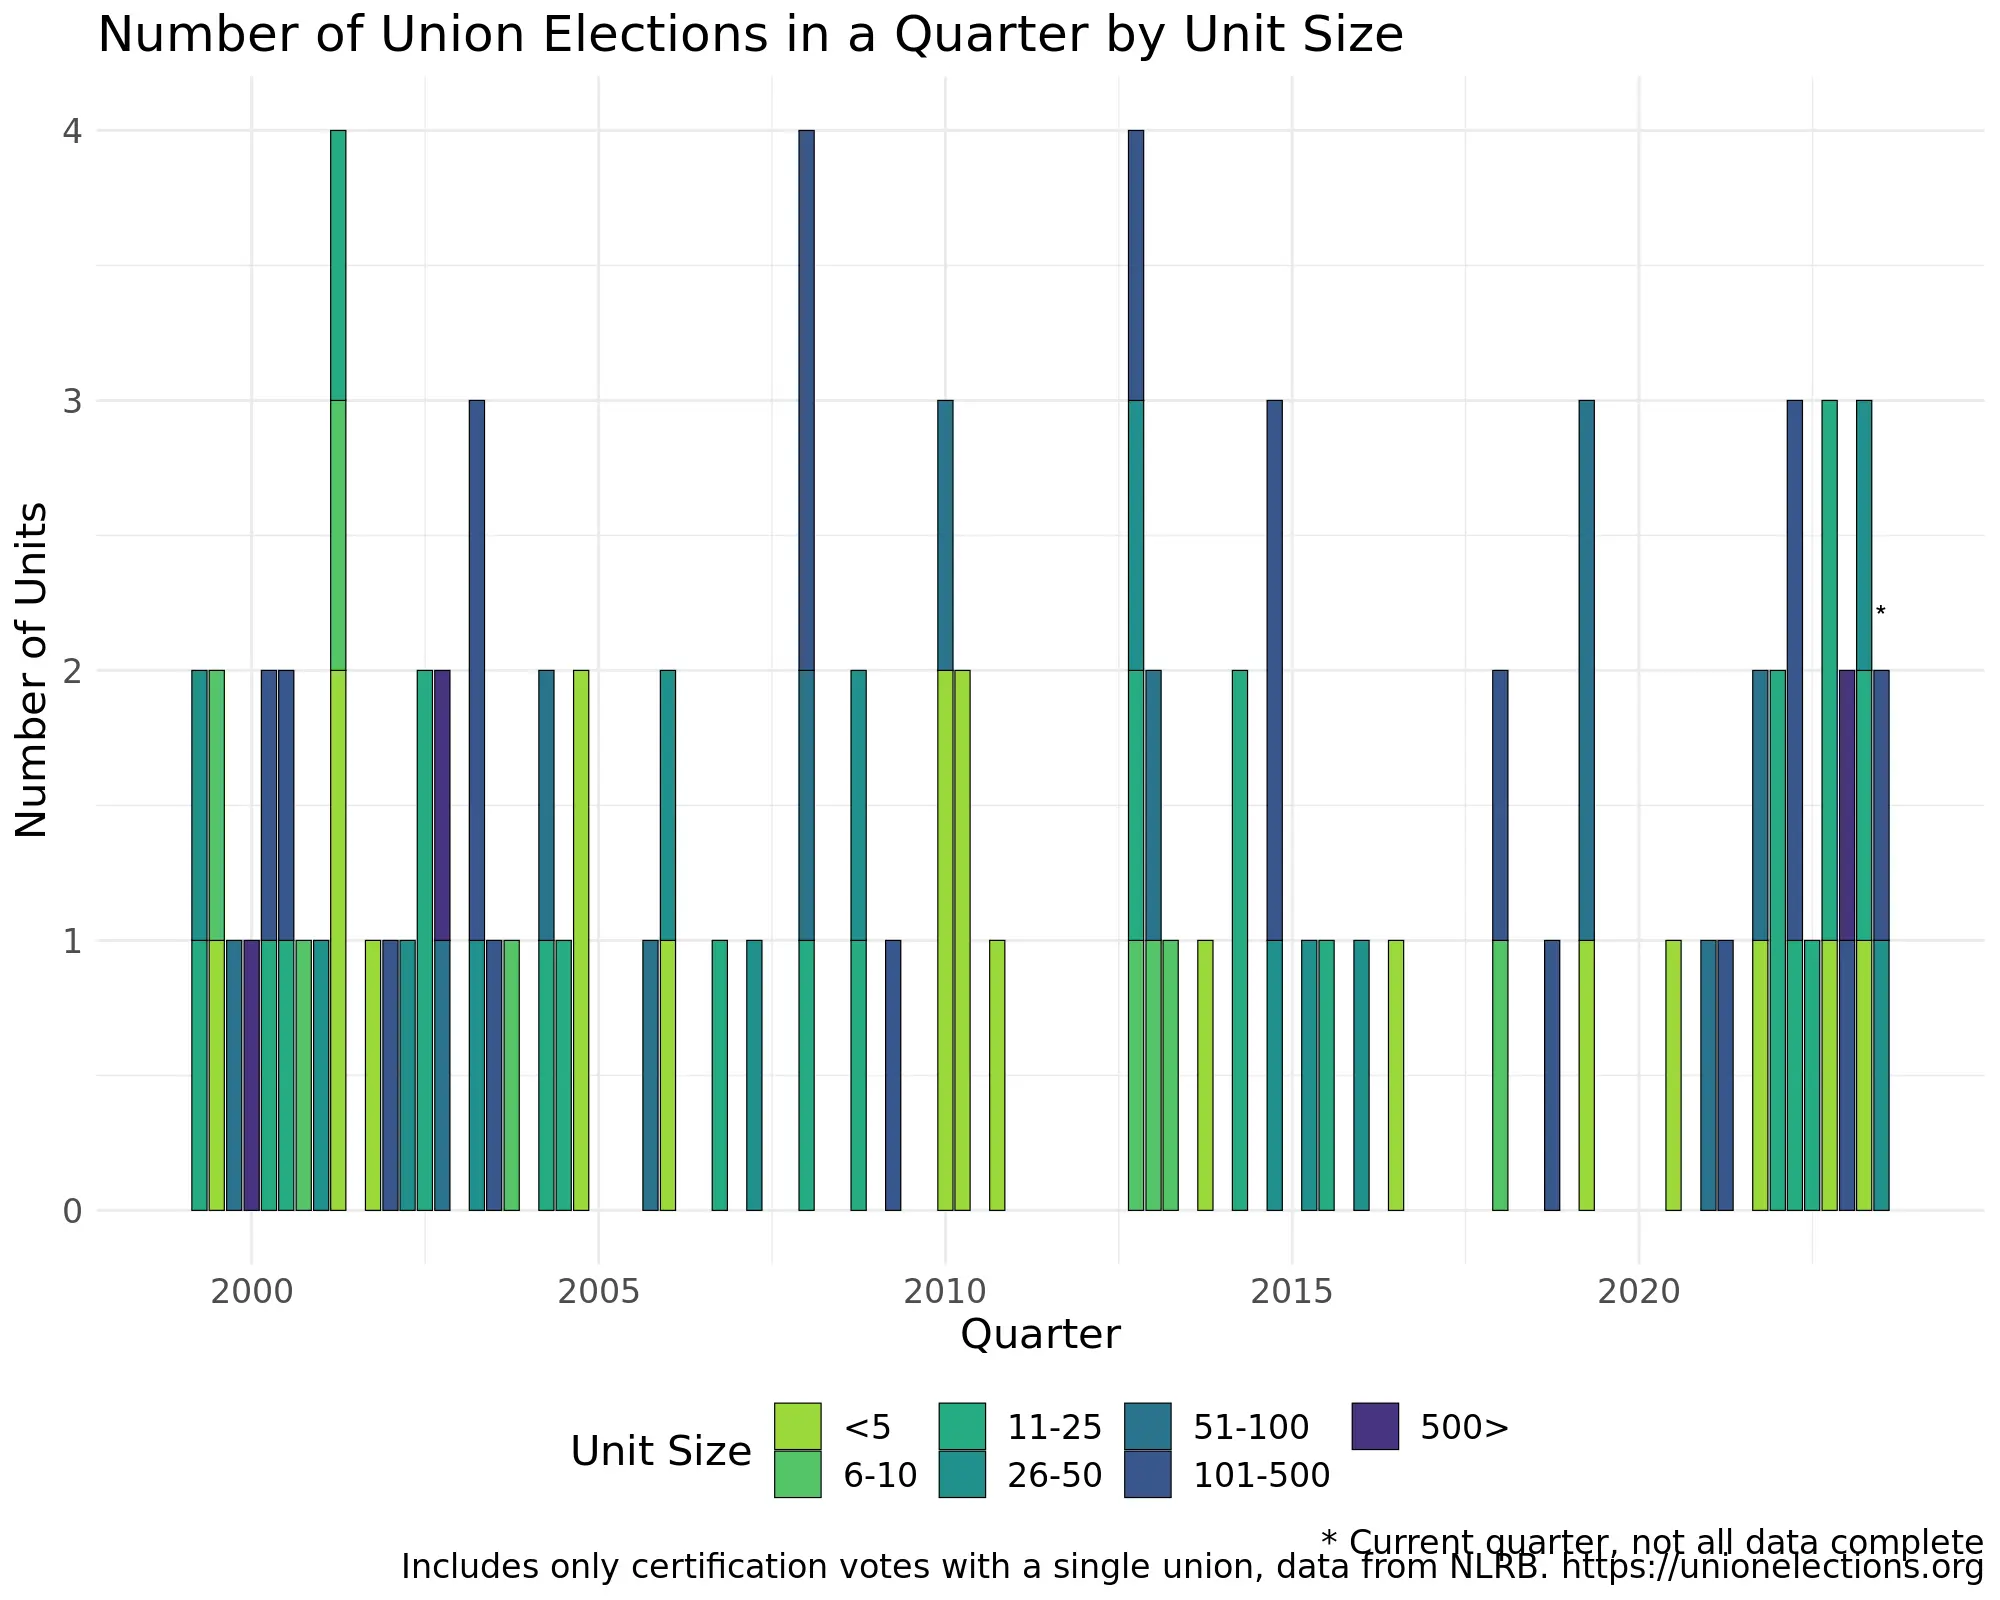 Number of Union Elections in a Quarter by Unit Size
Number of Units
4
3
2
1
0
*
2000 2005 2010 2015 2020
Quarter
Unit Size
<5 11-25 51-100 500>
6-10 26-50 101-500
* Current quarter, not all data complete
Includes only certification votes with a single union, data from NLRB. https://unionelections.org